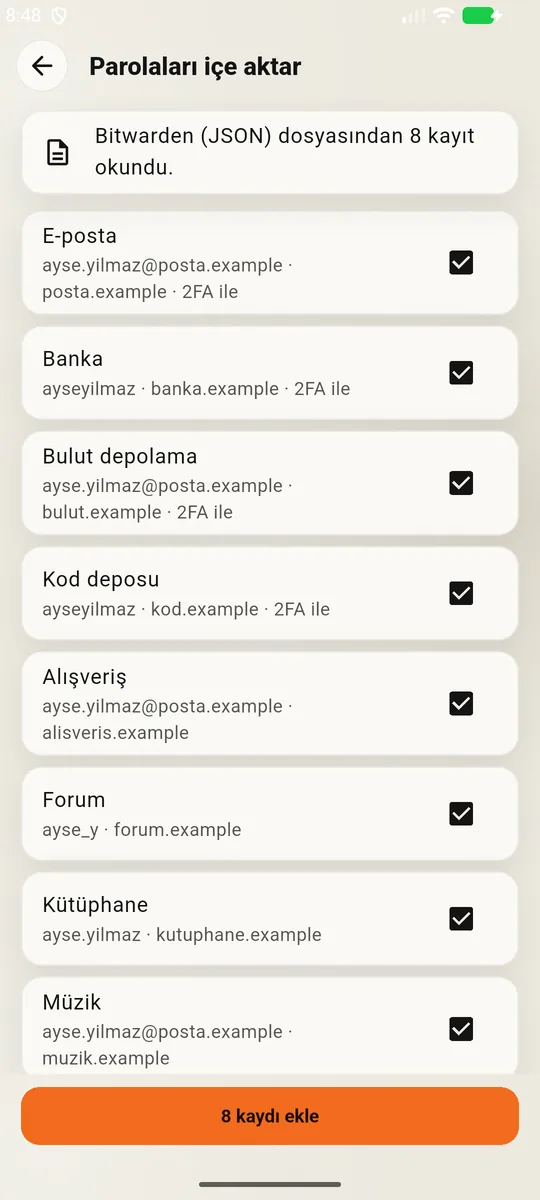 8:48
Parolaları içe aktar
Bitwarden (JSON) dosyasından 8 kayıt
okundu.
E-posta
ayse.yilmaz@posta.example ·
posta.example · 2FA ile
Banka
ayseyilmaz · banka.example · 2FA ile
Bulut depolama
ayse.yilmaz@posta.example ·
bulut.example · 2FA ile
Kod deposu
ayseyilmaz · kod.example · 2FA ile
Alışveriş
ayse.yilmaz@posta.example ·
alisveris.example
Forum
ayse_y · forum.example
Kütüphane
ayse.yilmaz · kutuphane.example
Müzik
ayse.yilmaz@posta.example ·
muzik.example
8 kaydı ekle